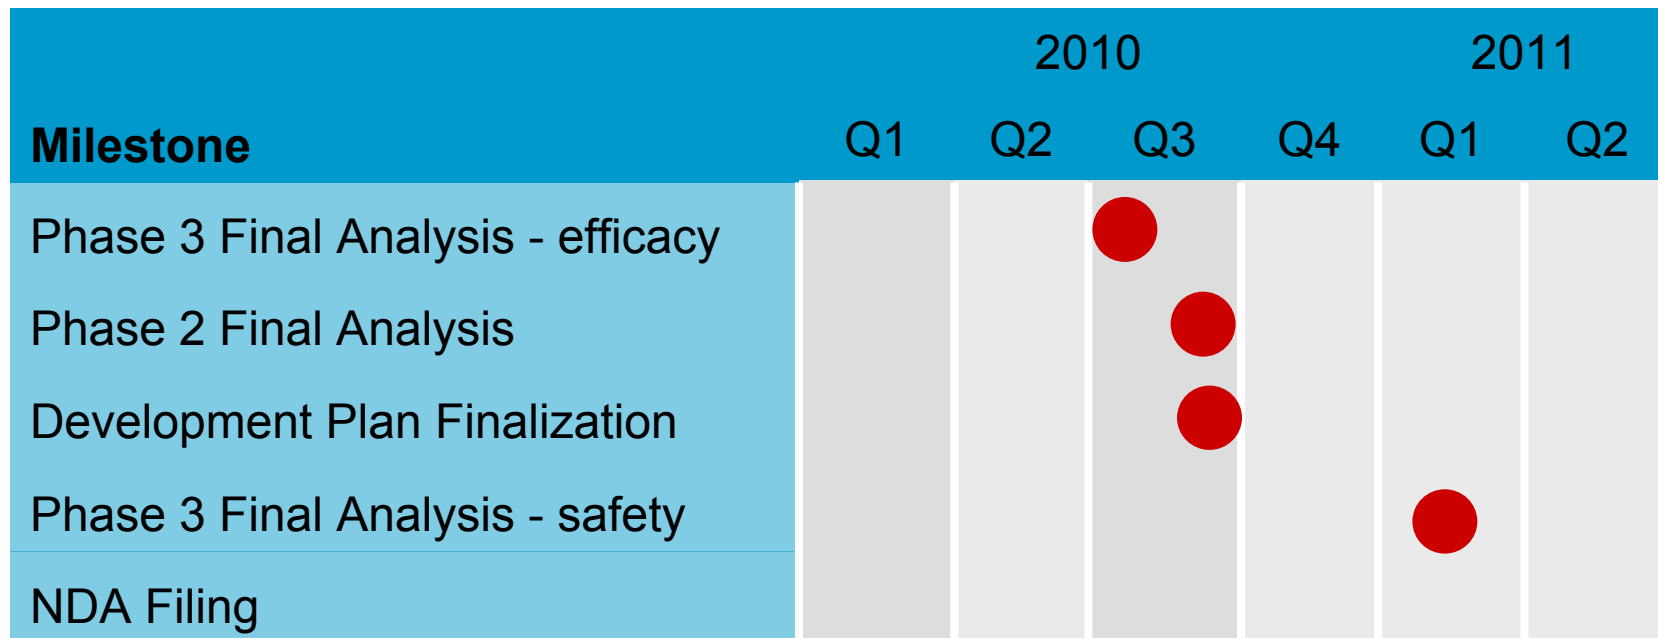 2010 2011
Milestone Q1 Q2 Q3 Q4 Q1 Q2
Phase 3 Final Analysis - efficacy
Phase 2 Final Analysis
Development Plan Finalization
Phase 3 Final Analysis - safety
NDA Filing